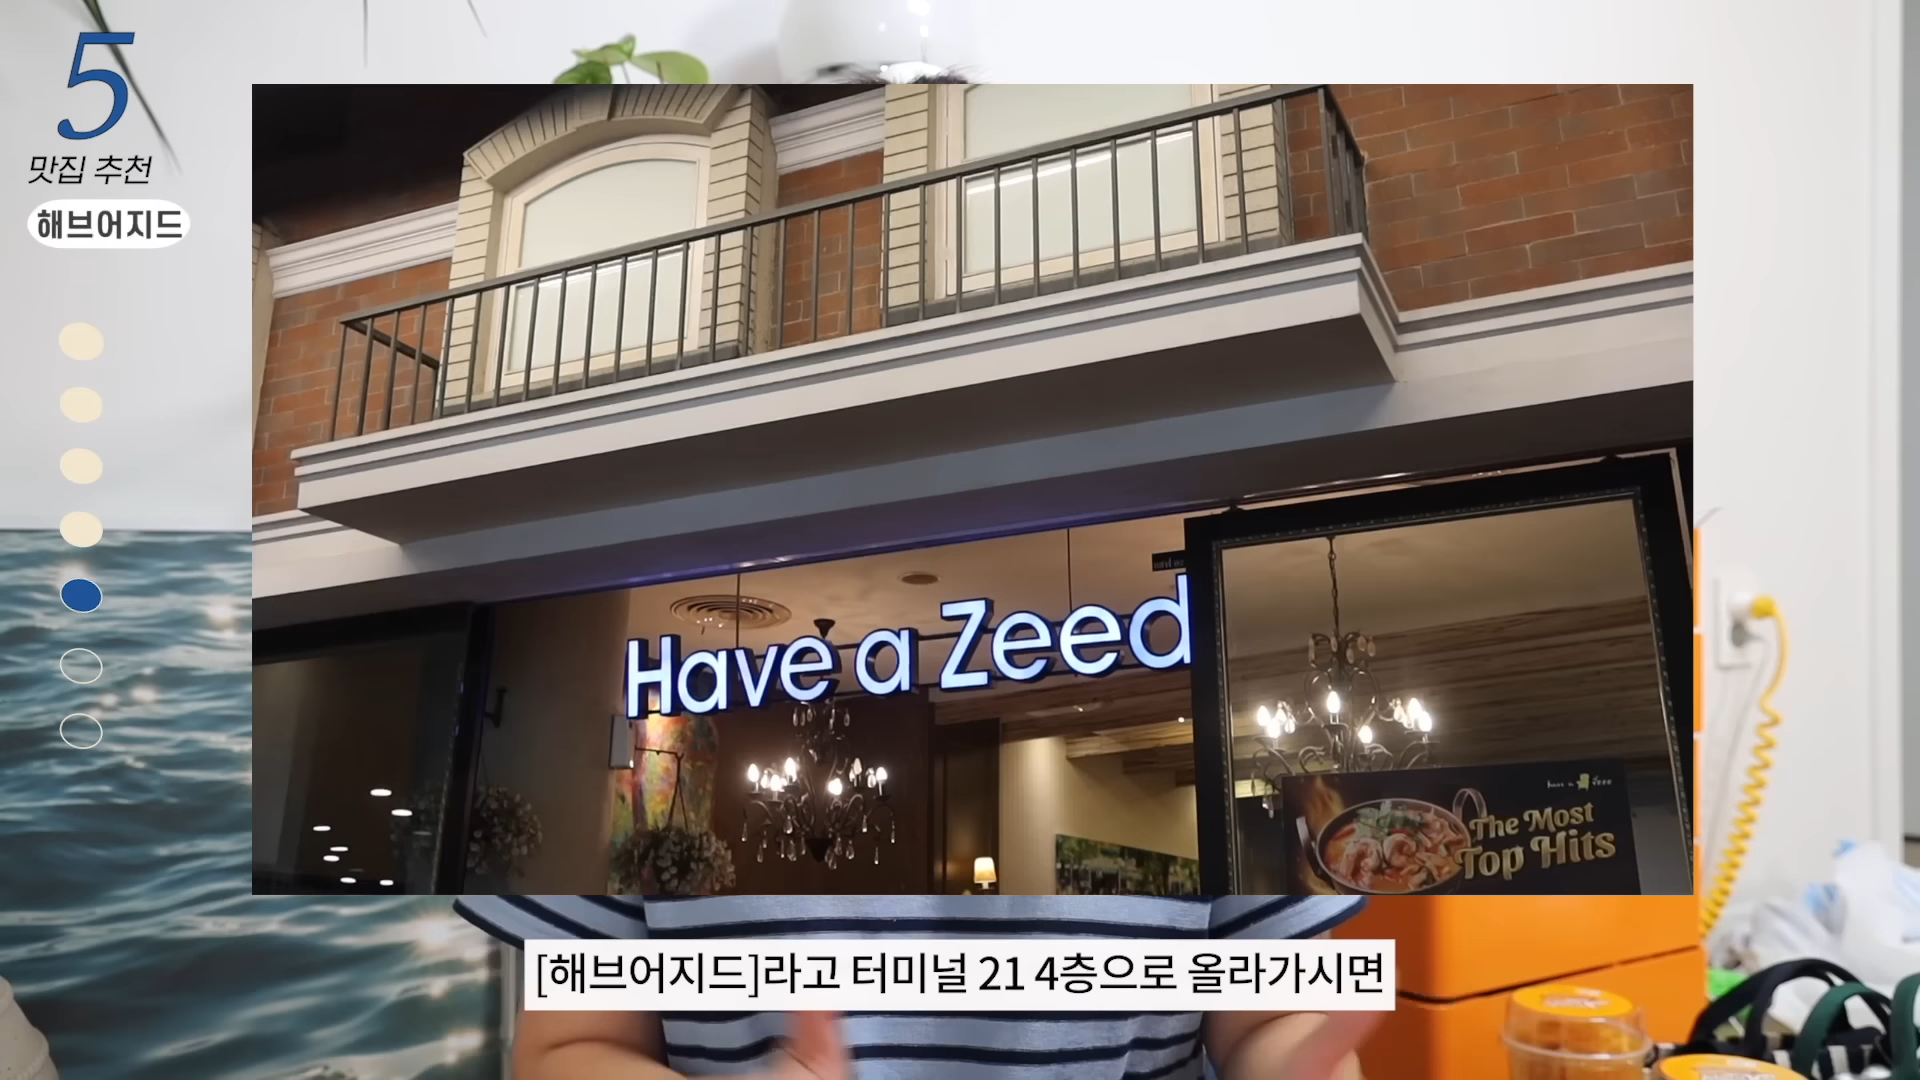 5
맛집 추천
해브어지드
Have a Zeed
The Most
Top Hits
[해브어지드]라고 터미널 21 4층으로 올라가시면